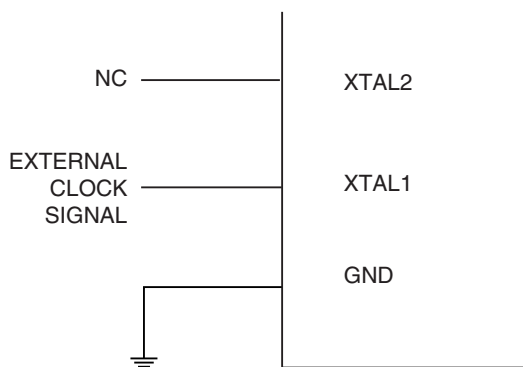 NC
XTAL2
EXTERNAL
CLOCK
SIGNAL
XTAL1
GND